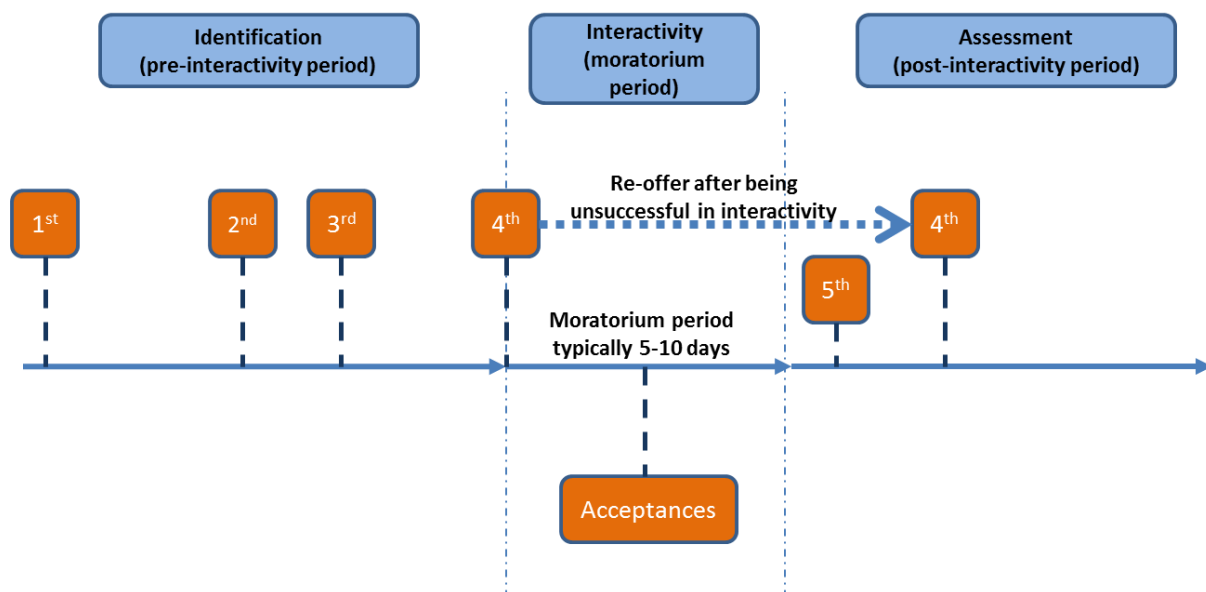 Identification
(pre-interactivity period)
Interactivity
(moratorium
period)
Assessment
(post-interactivity period)
1st
2nd
3rd
4th
Re-offer after being
unsuccessful in interactivity
4th
5th
Moratorium period
typically 5-10 days
Acceptances